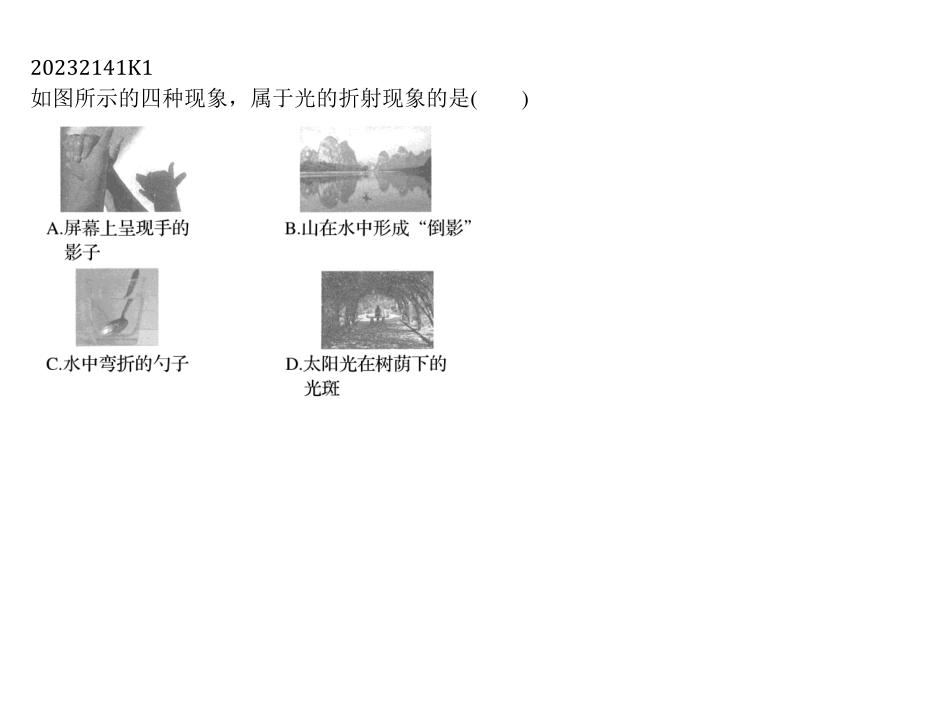 20232141K1
如图所示的四种现象，属于光的折射现象的是(　　)
A.屏幕上呈现手的
影子
B.山在水中形成“倒影”
C.水中弯折的勺子
D.太阳光在树荫下的
光斑